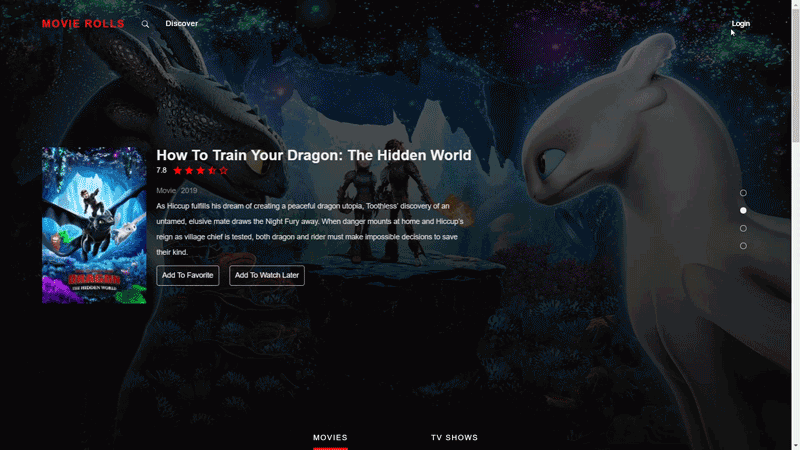 MOVIE ROLLS
Discover
Login
How To Train Your Dragon: The Hidden World
7.8
Movie 2019
As Hiccup fulfills his dream of creating a peaceful dragon utopia, Toothless' discovery of an
untamed, elusive mate draws the Night Fury away. When danger mounts at home and Hiccup's
reign as village chief is tested, both dragon and rider must make impossible decisions to save
their kind.
Add To Favorite
Add To Watch Later
THE HIDDEN WORLD
MOVIES
TV SHOWS